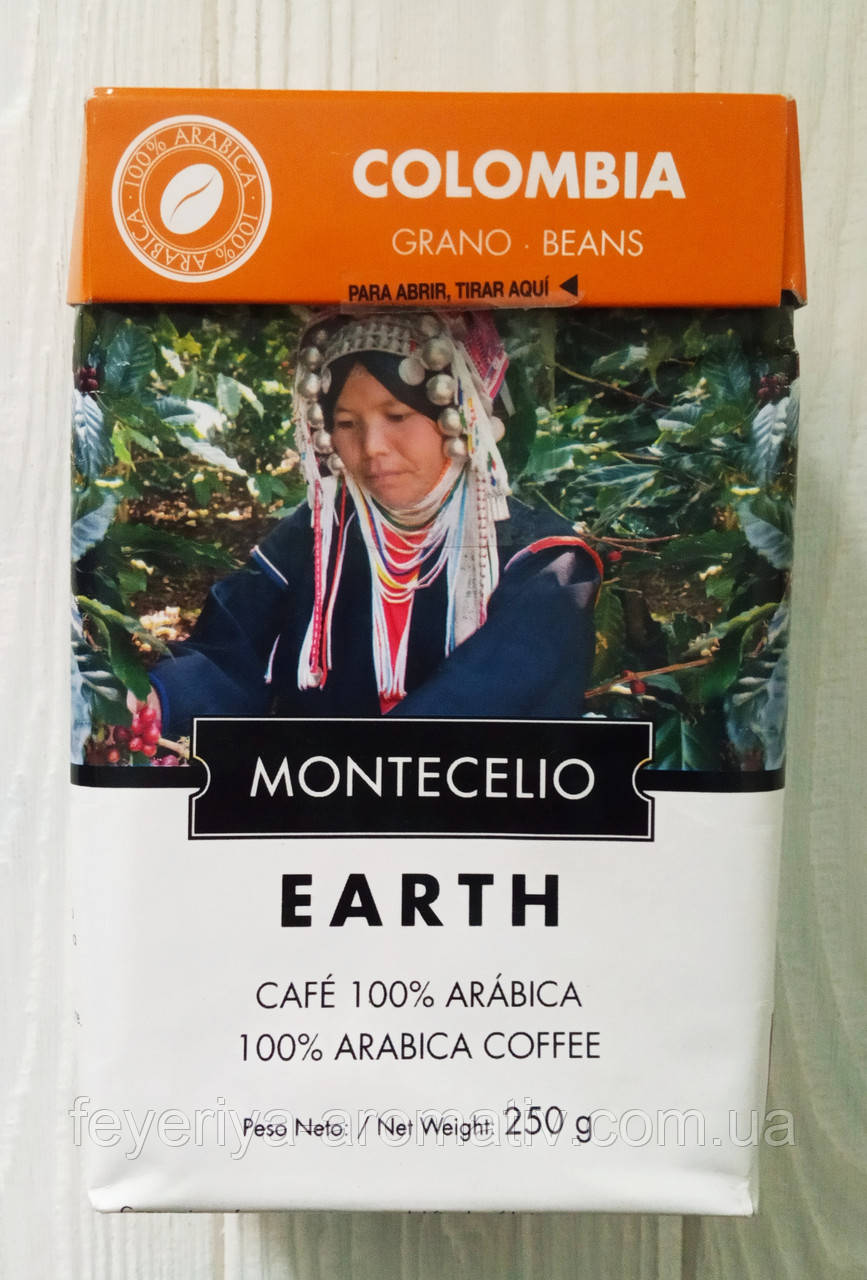 100% ARABICA · 100% ARABICA ·
COLOMBIA
GRANO · BEANS
PARA ABRIR, TIRAR AQUÍ
MONTECELIO
EARTH
CAFÉ 100% ARÁBICA
100% ARABICA COFFEE
Peso Neto: / Net Weight: 250 g
feyeriya-aromativ.com.ua